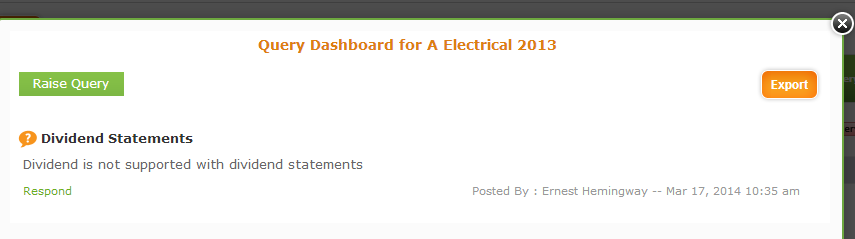 Query Dashboard for A Electrical 2013
Raise Query
Export
Dividend Statements
Dividend is not supported with dividend statements
Respond
Posted By : Ernest Hemingway -- Mar 17, 2014 10:35 am